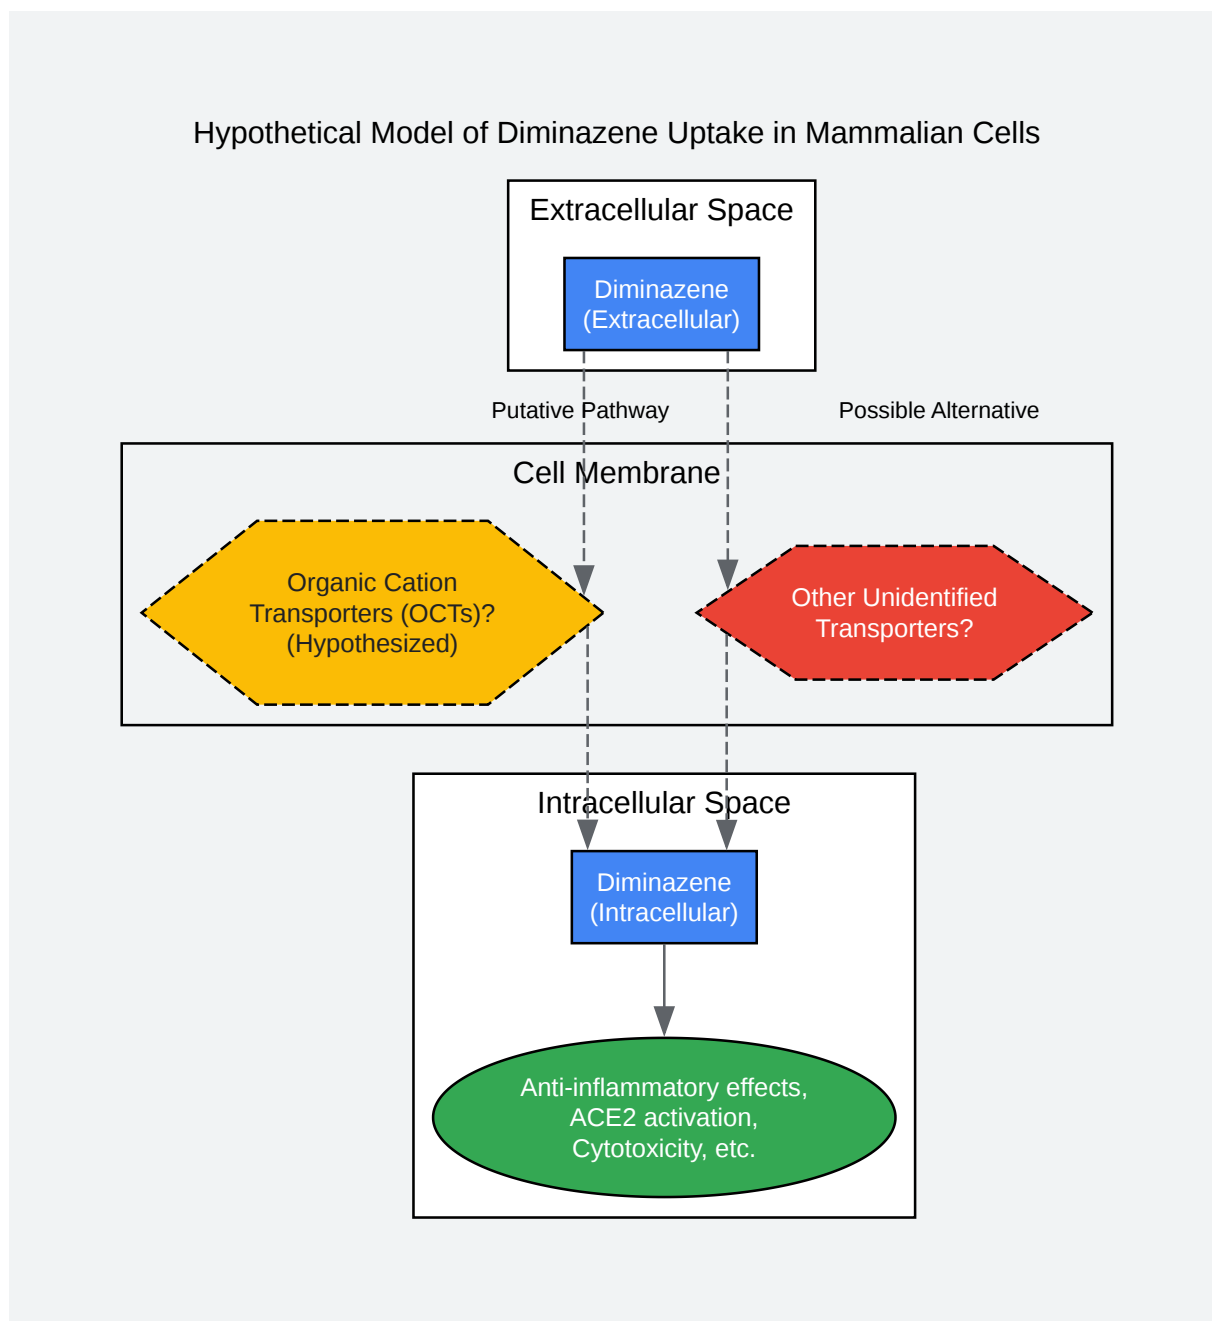 Hypothetical Model of Diminazene Uptake in Mammalian Cells
Extracellular Space
Diminazene
(Extracellular)
Putative Pathway
Possible Alternative
Cell Membrane
Organic Cation
Transporters (OCTs)?
(Hypothesized)
Other Unidentified
Transporters?
Intracellular Space
Diminazene
(Intracellular)
Anti-inflammatory effects,
ACE2 activation,
Cytotoxicity, etc.